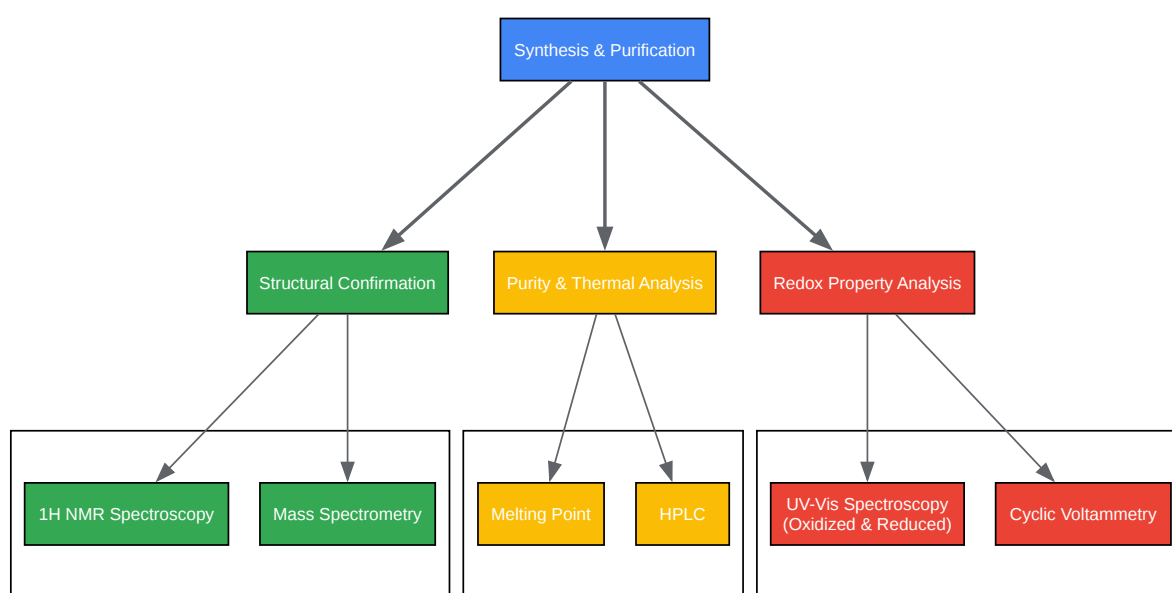 Synthesis & Purification
Structural Confirmation
Purity & Thermal Analysis
Redox Property Analysis
1H NMR Spectroscopy
Mass Spectrometry
Melting Point
HPLC
UV-Vis Spectroscopy
(Oxidized & Reduced)
Cyclic Voltammetry